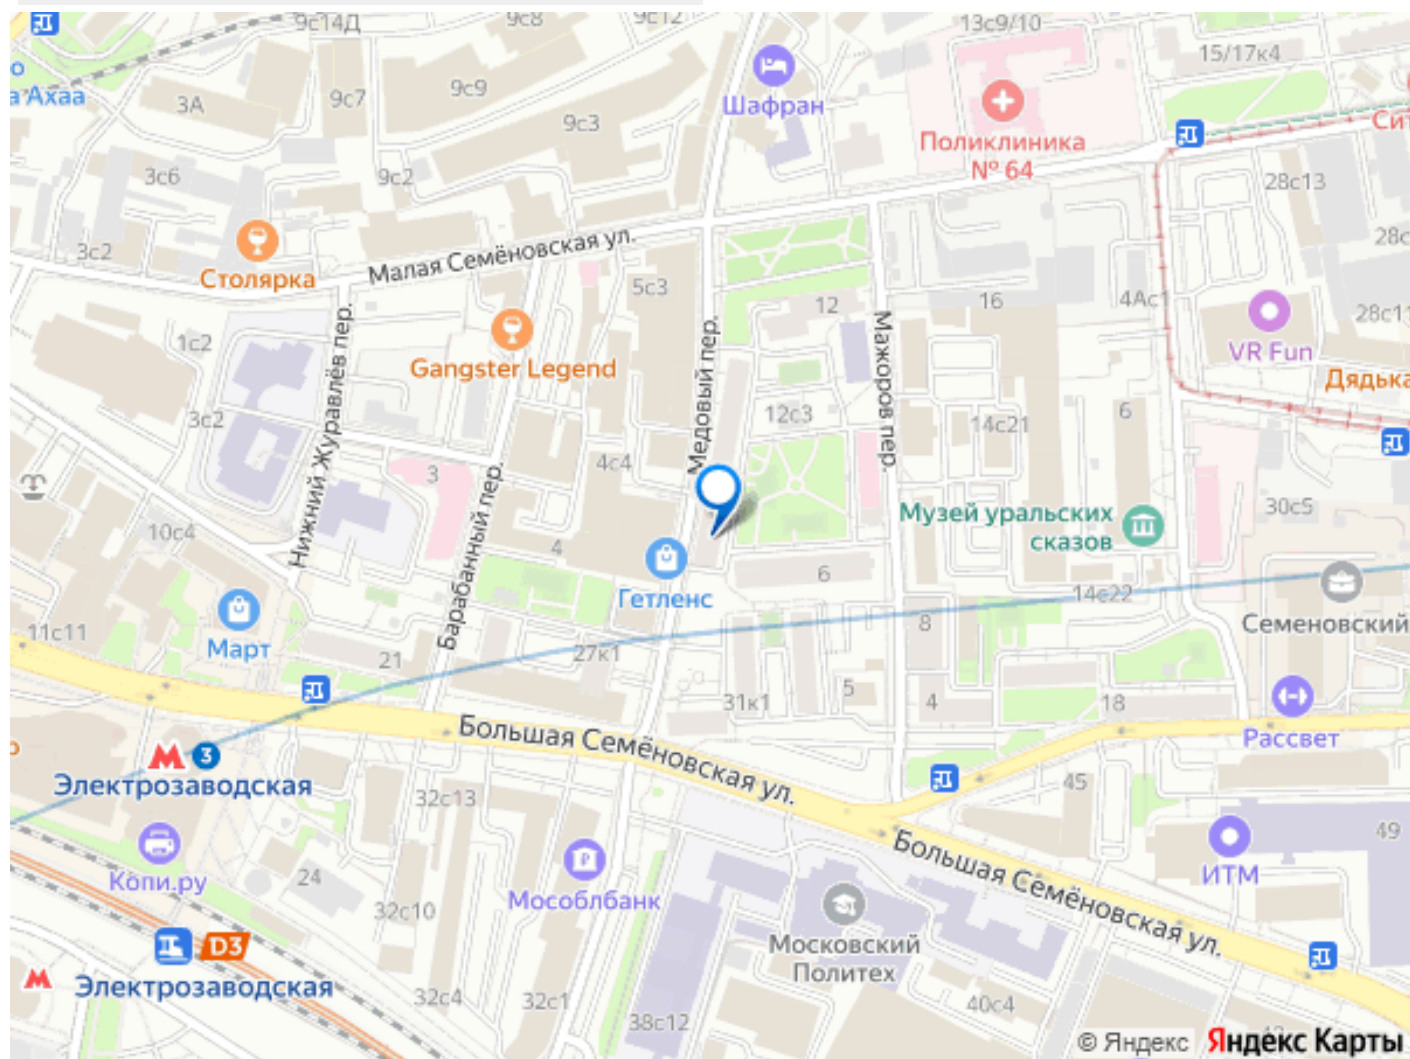 9с14Д
9с8
9с12
13с9/10
15/17к4
Шафран
а Ахаа
3А
9с7
9с9
9с3
Поликлиника
№ 64
Сит
3с6
9с2
28с13
3с2
Столярка
Малая Семёновская ул.
28с
5с3
12
16
4Ас1
28с11
1с2
Gangster Legend
VR Fun
Дядька
Нижний Журавлёв пер.
Медовый пер.
Мажоров пер.
3с2
12с3
14с21
6
3
4с4
Барабанный пер.
10с4
4
Музей уральских
сказов
30с5
Гетленс
6
14с22
11с11
Март
21
27к1
8
Семеновский
31к1
5
4
18
Большая Семёновская ул.
Рассвет
М 3
Электрозаводская
32с13
45
49
Копи.ру
24
Мособлбанк
Большая Семёновская ул.
ИТМ
32с10
D3
Московский
Политех
М
Электрозаводская
32с4
32с1
38с12
40с4
© Яндекс Яндекс Карты